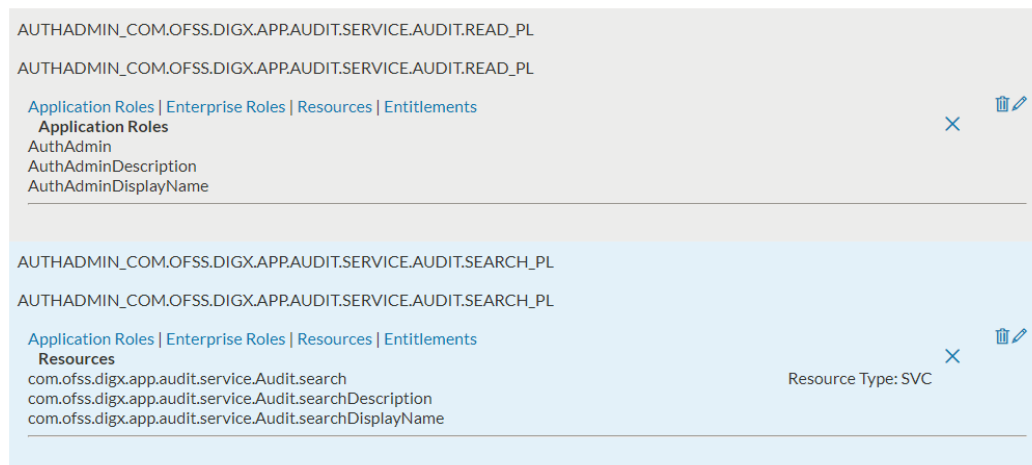 AUTHADMIN_COM.OFSS.DIGX.APP.AUDIT.SERVICE.AUDIT.READ_PL
AUTHADMIN_COM.OFSS.DIGX.APP.AUDIT.SERVICE.AUDIT.READ_PL
Application Roles | Enterprise Roles | Resources | Entitlements
Application Roles
AuthAdmin
AuthAdminDescription
AuthAdminDisplayName
AUTHADMIN_COM.OFSS.DIGX.APP.AUDIT.SERVICE.AUDIT.SEARCH_PL
AUTHADMIN_COM.OFSS.DIGX.APP.AUDIT.SERVICE.AUDIT.SEARCH_PL
Application Roles | Enterprise Roles | Resources | Entitlements
Resources
com.ofss.digx.app.audit.service.Audit.search Resource Type: SVC
com.ofss.digx.app.audit.service.Audit.searchDescription
com.ofss.digx.app.audit.service.Audit.searchDisplayName